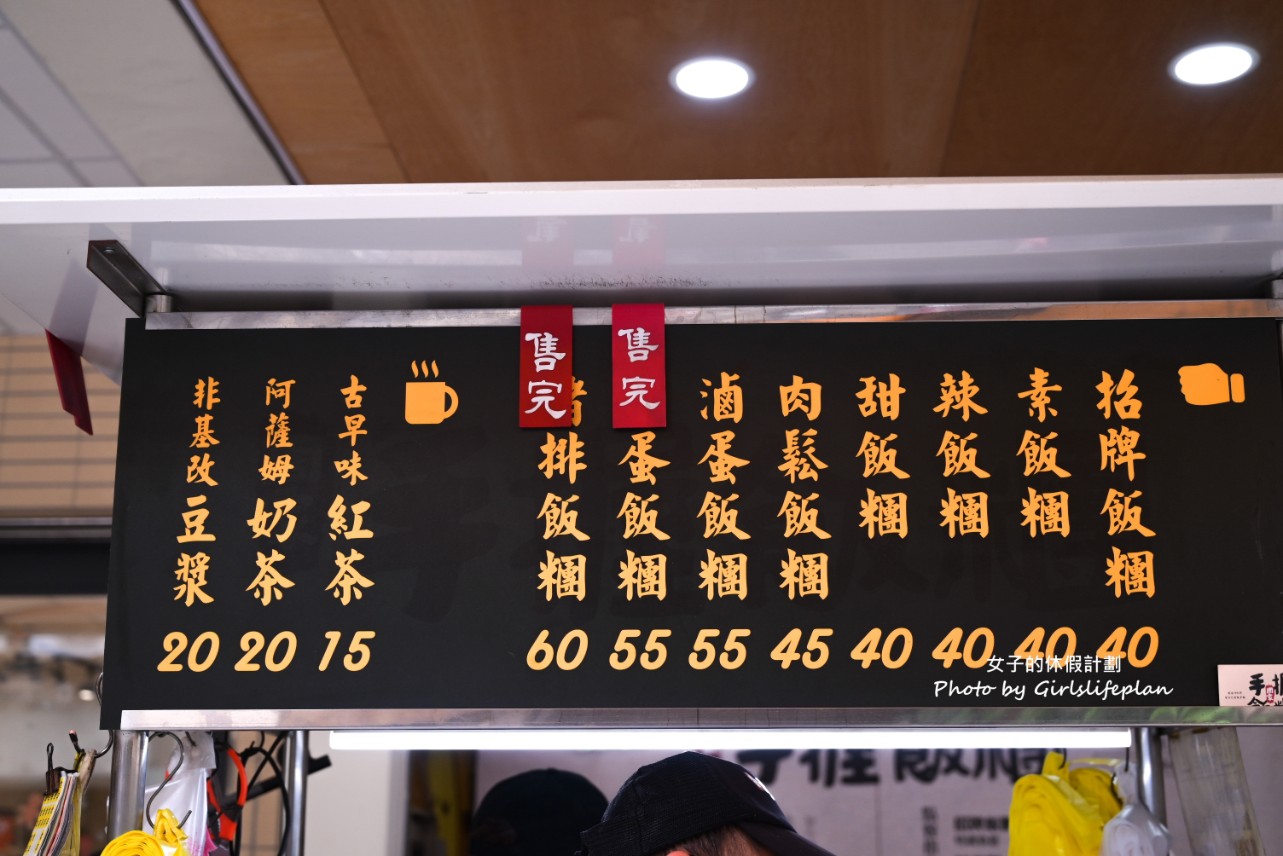 招牌飯糰 40
素飯糰 40
辣飯糰 40
甜飯糰 40
肉鬆飯糰 45
滷蛋飯糰 55
售完
蛋飯糰 55
售完
排飯糰 60
古早味紅茶 15
阿薩姆奶茶 20
非基改豆漿 20
女子的休假計劃
Photo by Girlslifeplan